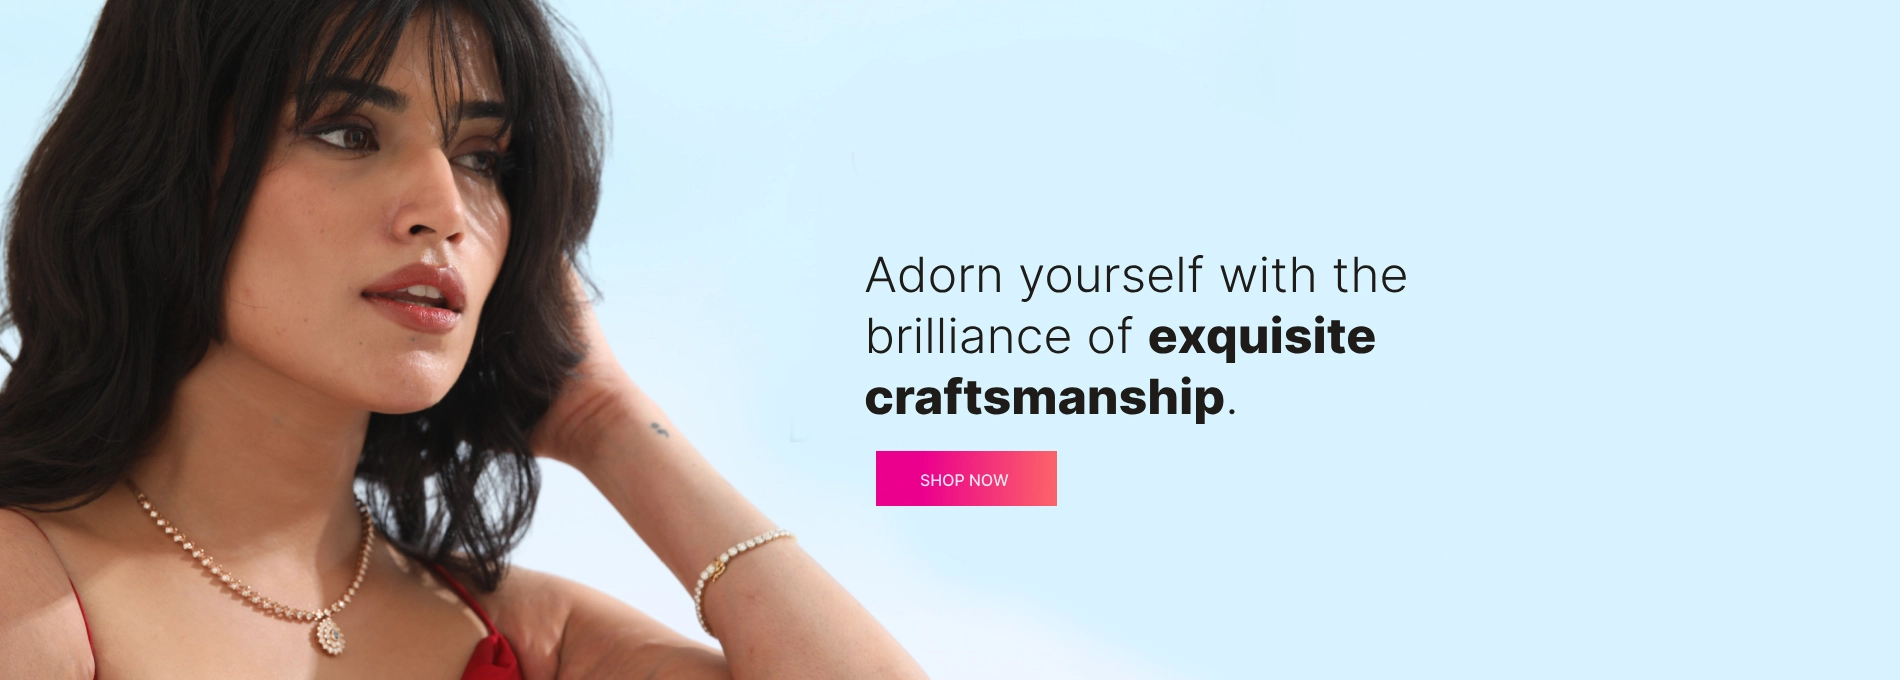 Adorn yourself with the
brilliance of exquisite
craftsmanship.
SHOP NOW